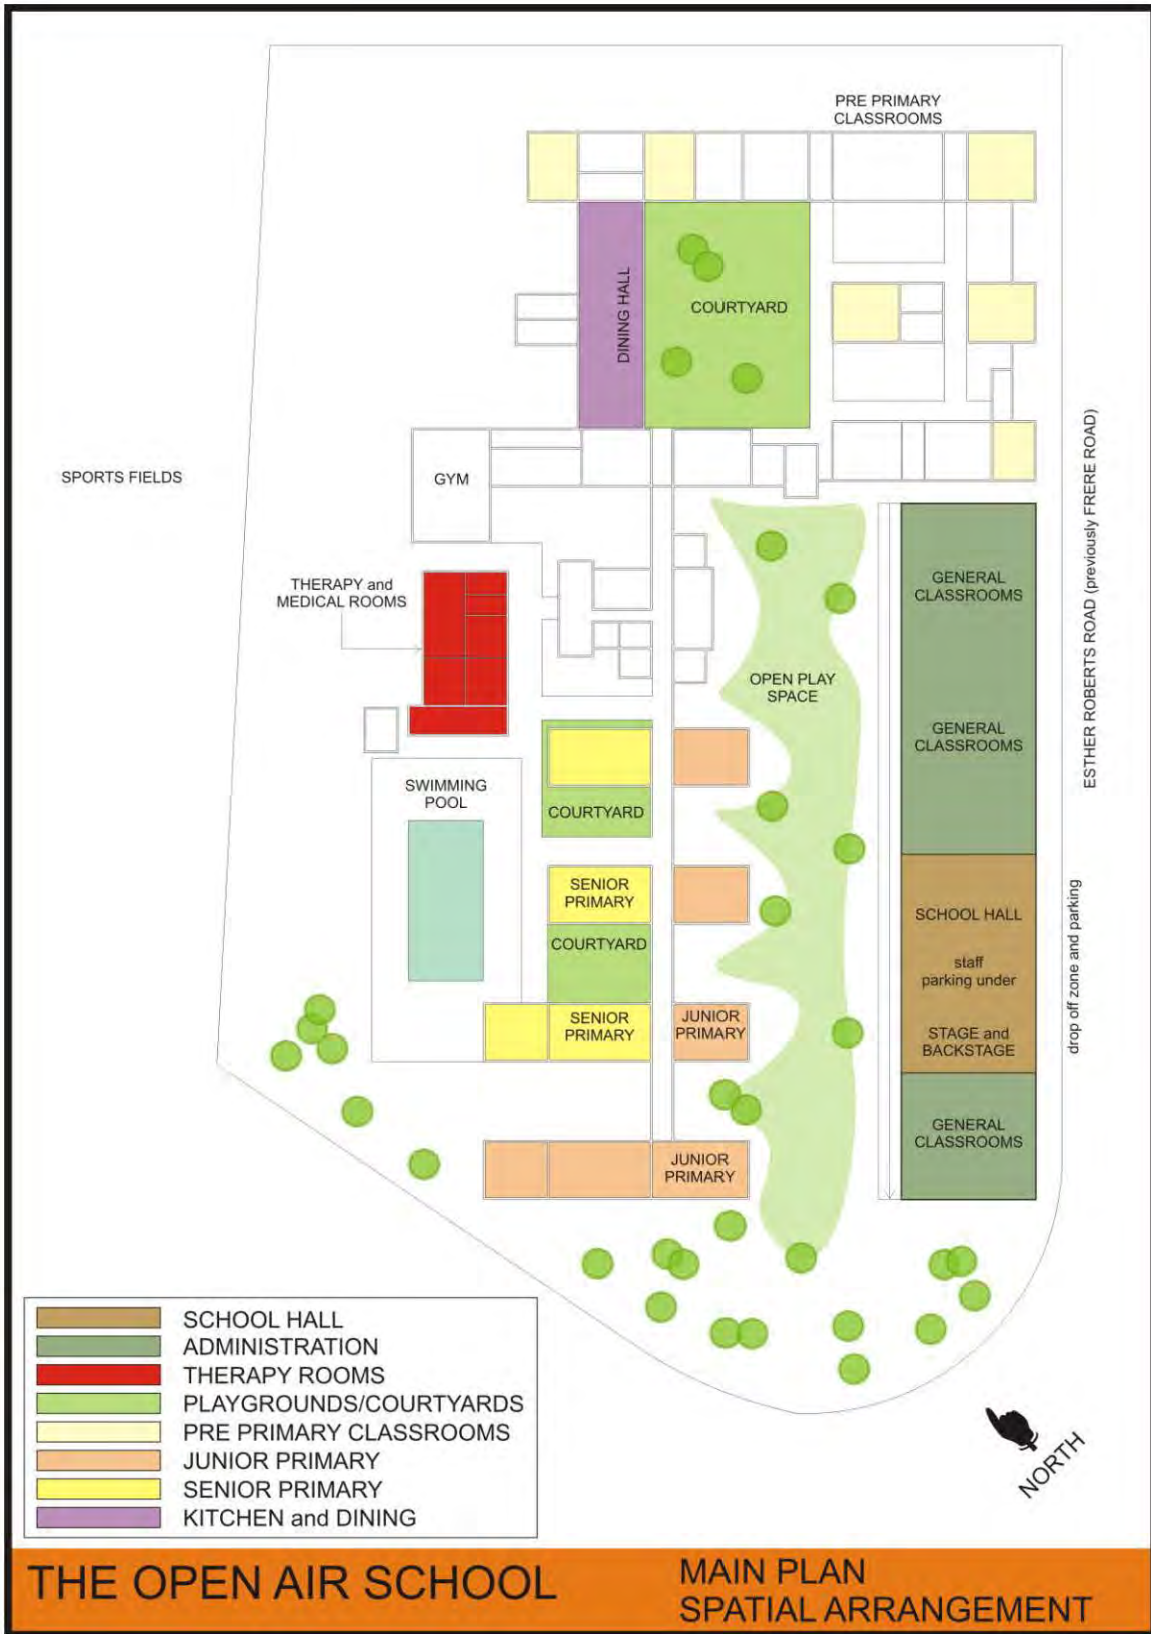 PRE PRIMARY
CLASSROOMS
DINING HALL
COURTYARD
SPORTS FIELDS
GYM
ESTHER ROBERTS ROAD (previously FRERE ROAD)
THERAPY and
MEDICAL ROOMS
GENERAL
CLASSROOMS
OPEN PLAY
SPACE
GENERAL
CLASSROOMS
SWIMMING
POOL
COURTYARD
SENIOR
PRIMARY
COURTYARD
SCHOOL HALL
staff
parking under
drop off zone and parking
SENIOR
PRIMARY
JUNIOR
PRIMARY
STAGE and
BACKSTAGE
GENERAL
CLASSROOMS
JUNIOR
PRIMARY
SCHOOL HALL
ADMINISTRATION
THERAPY ROOMS
PLAYGROUNDS/COURTYARDS
PRE PRIMARY CLASSROOMS
JUNIOR PRIMARY
SENIOR PRIMARY
KITCHEN and DINING
NORTH
THE OPEN AIR SCHOOL
MAIN PLAN
SPATIAL ARRANGEMENT